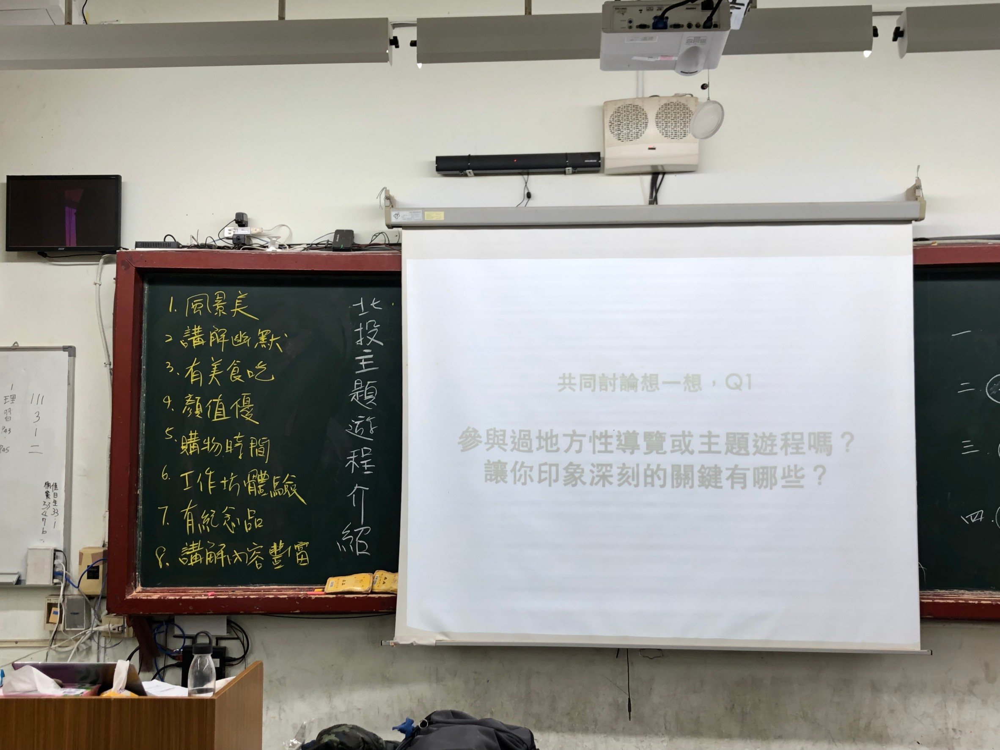 1. 風景美
2. 講解幽默
3. 有美食吃
4. 顏值優
5. 購物時間
6. 工作坊體驗
7. 有紀念品
8. 講解內容豐富
北投主題遊程介紹
共同討論想一想，Q1
參與過地方性導覽或主題遊程嗎？
讓你印象深刻的關鍵有哪些？
一
二
三
四.
111
3
1
二
1
理
習
P43
P45
值日生 33
acer
AA
AA